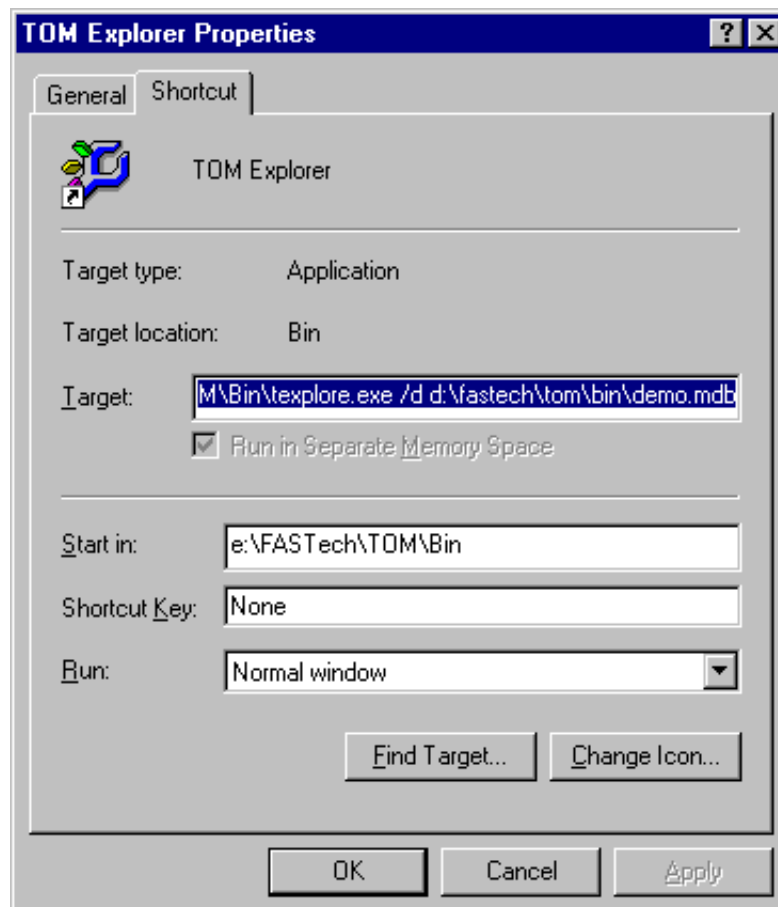 TOM Explorer Properties
General Shortcut
TOM Explorer
Target type: Application
Target location: Bin
Target: M\Bin\texplore.exe /d d:\fastech\tom\bin\demo.mdb
Run in Separate Memory Space
Start in: e:\FASTech\TOM\Bin
Shortcut Key: None
Run: Normal window
Find Target... Change Icon...
OK Cancel Apply